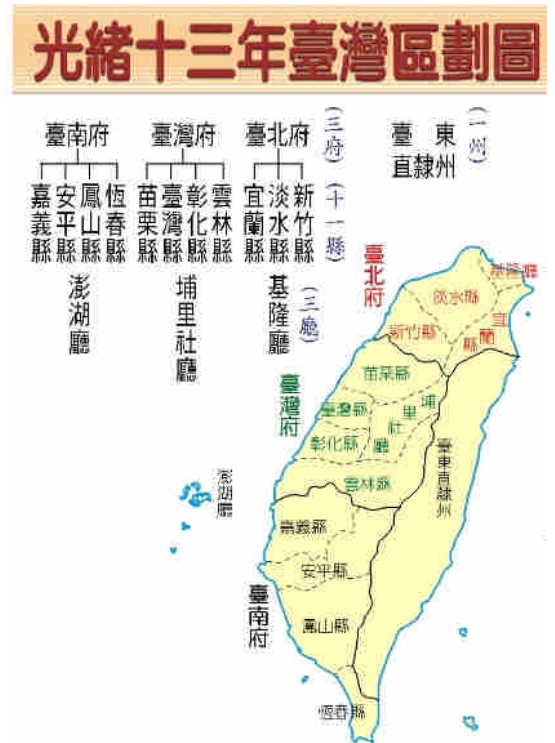 光緒十三年臺灣區劃圖
臺東直隸州
(一州)
(三府)
臺北府
臺灣府
臺南府
(十一縣)
新竹縣
淡水縣
宜蘭縣
雲林縣
彰化縣
臺灣縣
苗栗縣
恆春縣
鳳山縣
安平縣
嘉義縣
(三廳)
基隆廳
埔里社廳
澎湖廳
臺北府
基隆廳
淡水縣
宜蘭縣
新竹縣
臺灣府
苗栗縣
臺灣縣
埔里社廳
彰化縣
雲林縣
臺東直隸州
澎湖廳
嘉義縣
安平縣
臺南府
鳳山縣
恆春縣